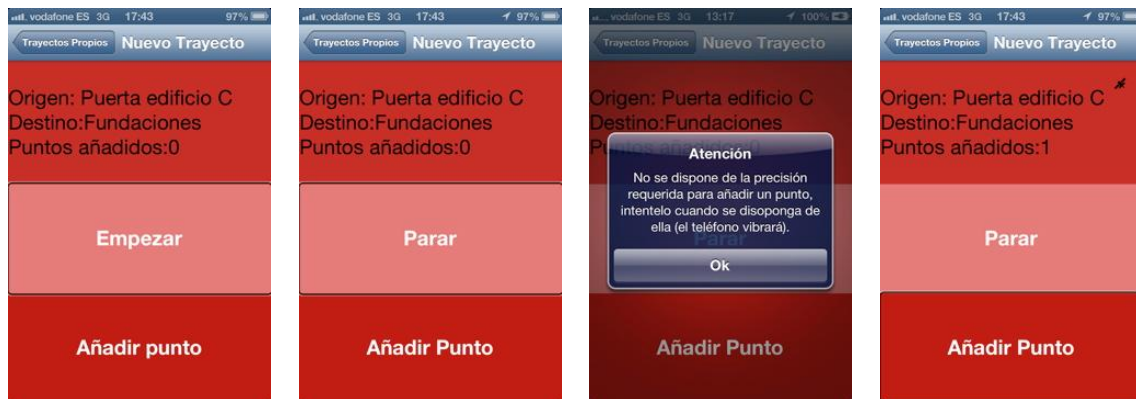 vodafone ES 3G 17:43 97%
Trayectos Propios Nuevo Trayecto
Origen: Puerta edificio C
Destino:Fundaciones
Puntos añadidos:0
Empezar
Añadir punto
vodafone ES 3G 17:43 97%
Trayectos Propios Nuevo Trayecto
Origen: Puerta edificio C
Destino:Fundaciones
Puntos añadidos:0
Parar
Añadir Punto
vodafone ES 3G 13:17 100%
Trayectos Propios Nuevo Trayecto
Origen: Puerta edificio C
Destino:Fundaciones
Puntos añadidos:0
Atención
No se dispone de la precisión
requerida para añadir un punto,
intentelo cuando se disoponga de
ella (el teléfono vibrará).
Parar
Ok
Añadir Punto
vodafone ES 3G 17:43 97%
Trayectos Propios Nuevo Trayecto
Origen: Puerta edificio C
Destino:Fundaciones
Puntos añadidos:1
Parar
Añadir Punto